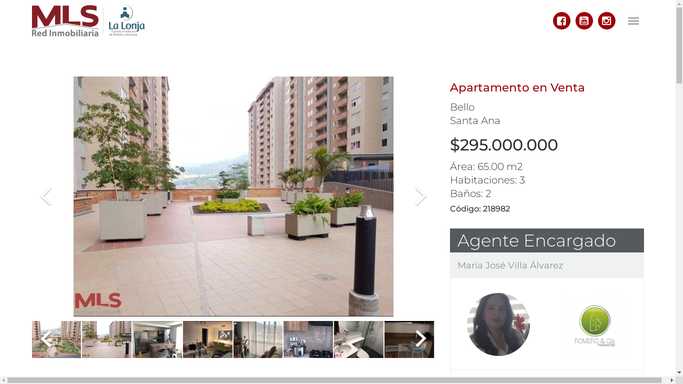 MLS
Red Inmobiliaria
La Lonja
Apartamento en Venta
Bello
Santa Ana
$295.000.000
Área: 65.00 m2
Habitaciones: 3
Baños: 2
Código: 218982
Agente Encargado
Maria José Villa Álvarez
MLS